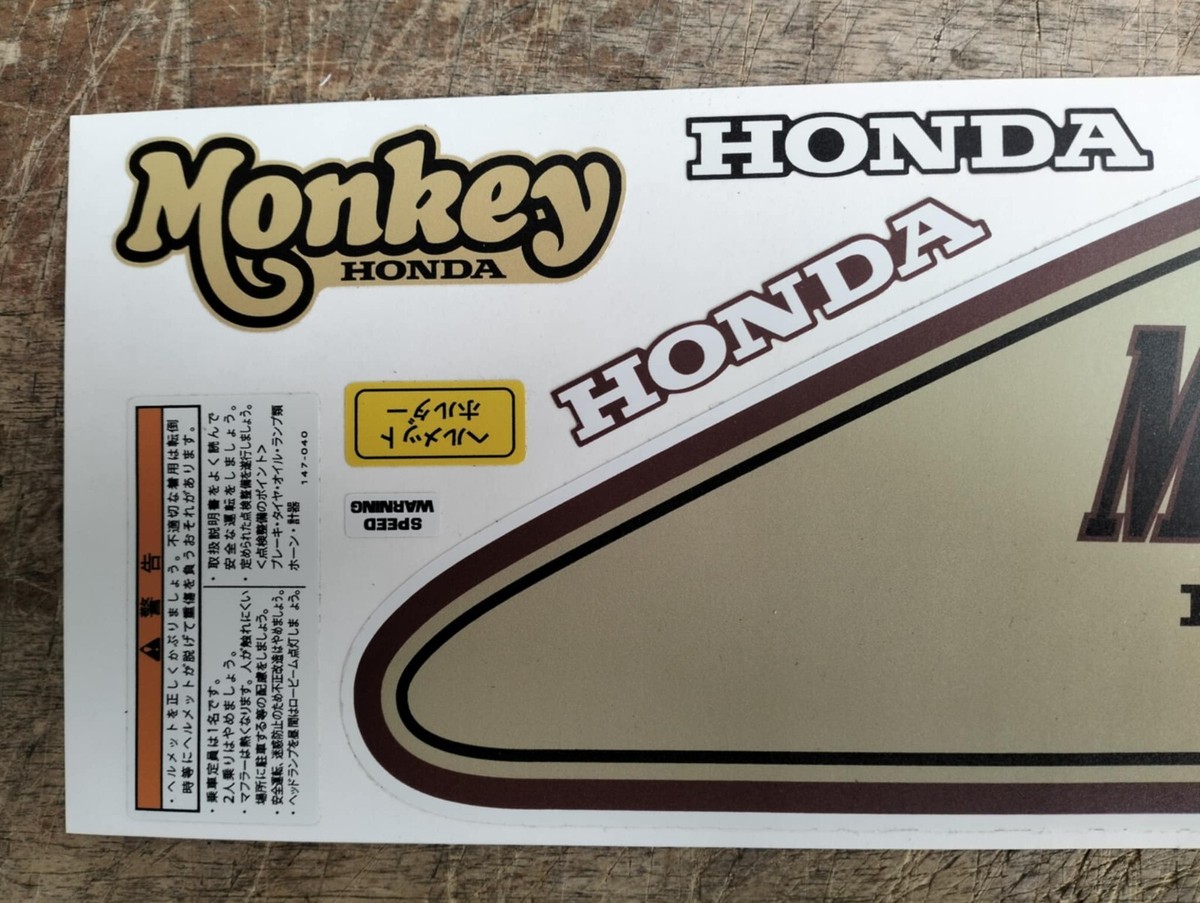 Monkey
HONDA
HONDA
HONDA
ヘルメット
ホルダー
SPEED
WARNING
警告
・ヘルメットを正しくかぶりましょう。不適切な着用は転倒
時等にヘルメットが脱げて重傷を負うおそれがあります。
・乗車定員は1名です。
2人乗りはやめましょう。
・マフラーは熱くなります。人が触れにくい
場所に駐車する等の配慮をしましょう。
・安全運転、迷惑防止のため不正改造はやめましょう。
・ヘッドランプを昼間はロービーム点灯しましょう。
・取扱説明書をよく読んで
安全な運転をしましょう。
・定められた点検整備を遂行しましょう。
<点検整備のポイント>
ブレーキ・タイヤ・オイル・ランプ類
ホーン・計器
147-040
M